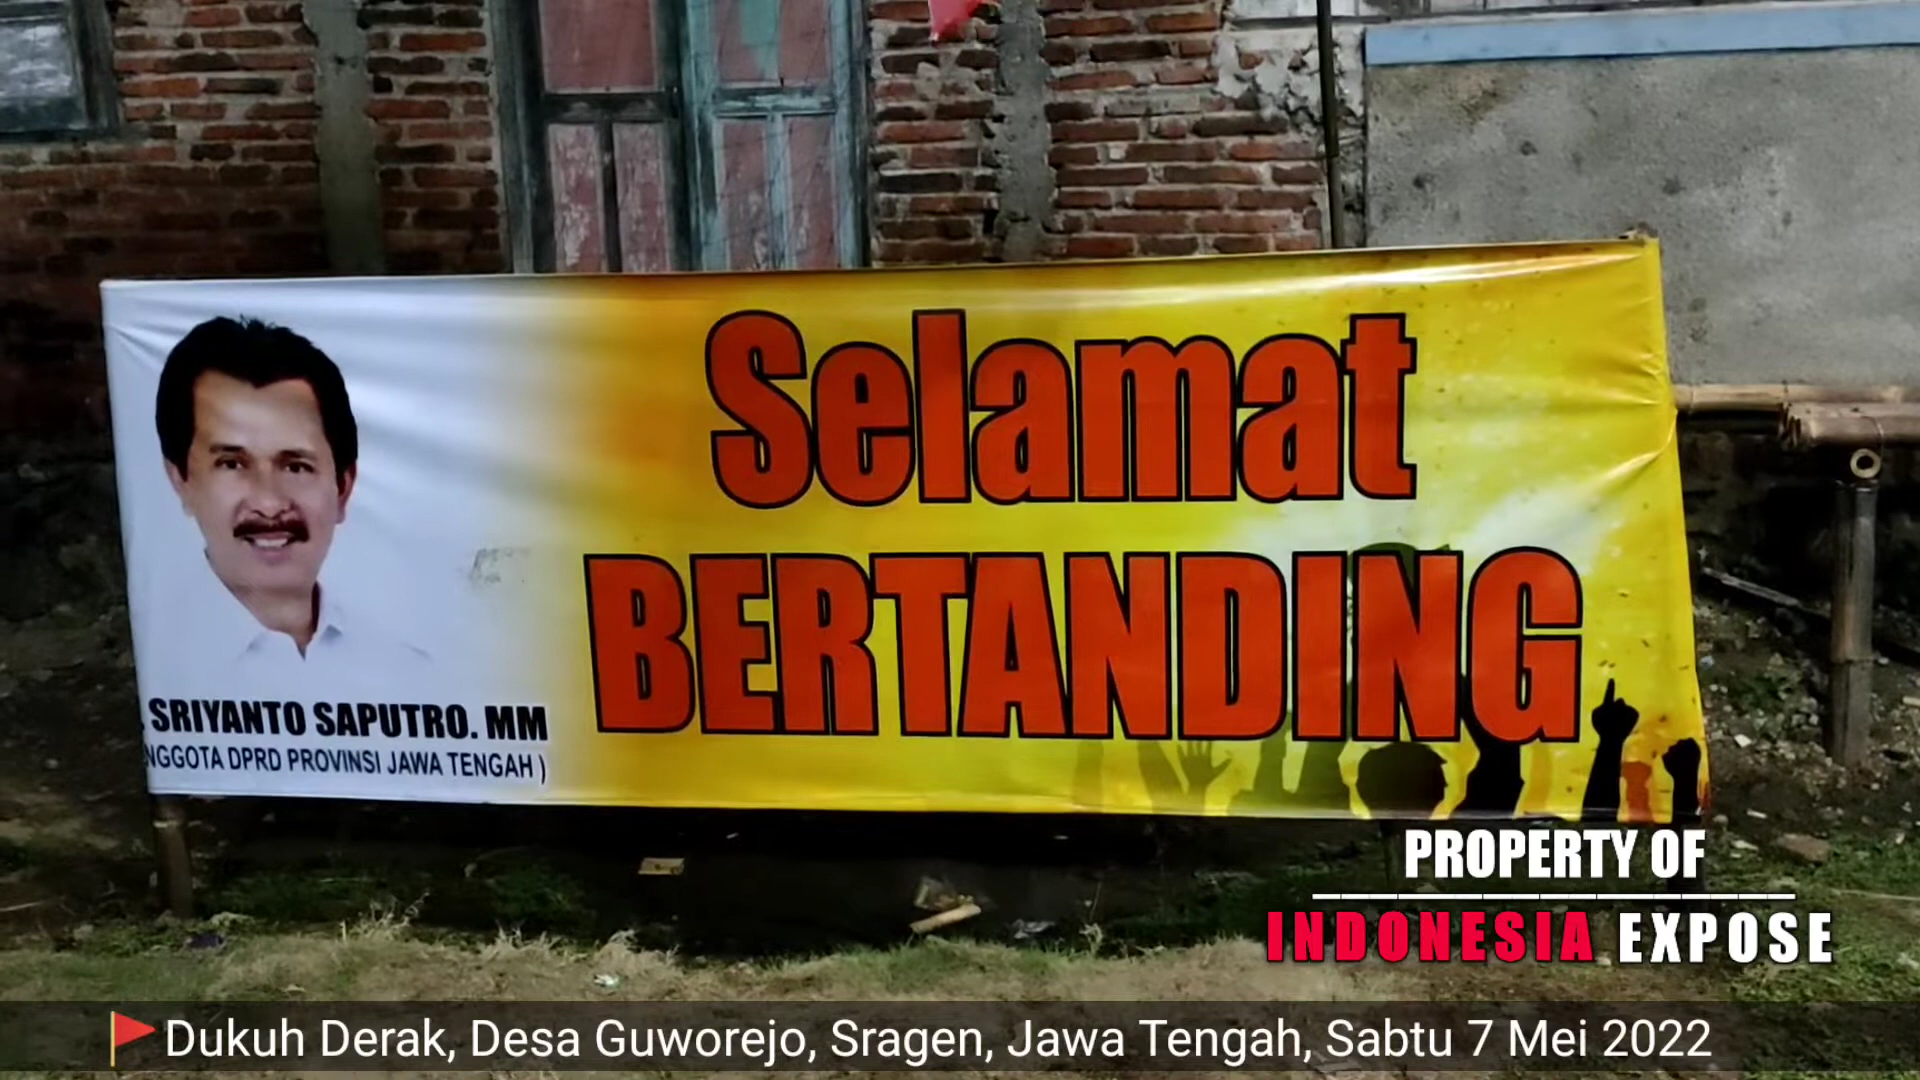 Selamat
BERTANDING
. SRIYANTO SAPUTRO. MM
NGGOTA DPRD PROVINSI JAWA TENGAH )
PROPERTY OF
INDONESIA EXPOSE
Dukuh Derak, Desa Guworejo, Sragen, Jawa Tengah, Sabtu 7 Mei 2022